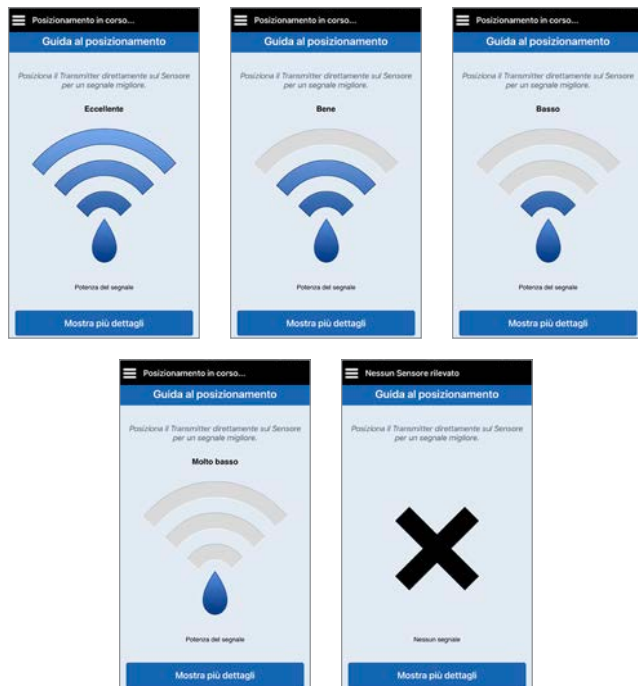 Posizionamento in corso...
Guida al posizionamento
Posiziona il Transmitter direttamente sul Sensore
per un segnale migliore.
Eccellente
Potenza del segnale
Mostra più dettagli
Posizionamento in corso...
Guida al posizionamento
Posiziona il Transmitter direttamente sul Sensore
per un segnale migliore.
Bene
Potenza del segnale
Mostra più dettagli
Posizionamento in corso...
Guida al posizionamento
Posiziona il Transmitter direttamente sul Sensore
per un segnale migliore.
Basso
Potenza del segnale
Mostra più dettagli
Posizionamento in corso...
Guida al posizionamento
Posiziona il Transmitter direttamente sul Sensore
per un segnale migliore.
Molto basso
Potenza del segnale
Mostra più dettagli
Nessun Sensore rilevato
Guida al posizionamento
Posiziona il Transmitter direttamente sul Sensore
per un segnale migliore.
Nessun segnale
Mostra più dettagli